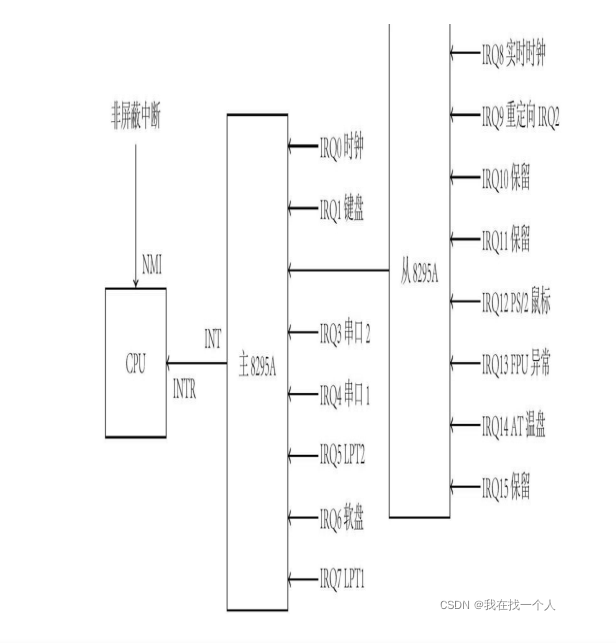 非屏蔽中断
NMI
CPU
INT
INTR
主 8295A
IRQ0 时钟
IRQ1 键盘
IRQ3 串口 2
IRQ4 串口 1
IRQ5 LPT2
IRQ6 软盘
IRQ7 LPT1
从 8295A
IRQ8 实时时钟
IRQ9 重定向 IRQ2
IRQ10 保留
IRQ11 保留
IRQ12 PS/2 鼠标
IRQ13 FPU 异常
IRQ14 AT 温盘
IRQ15 保留
CSDN @我在找一个人